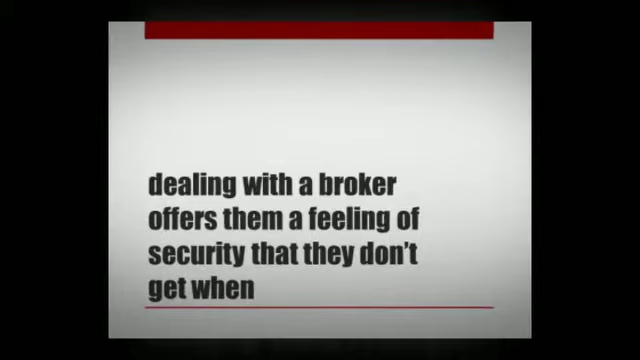 dealing with a broker
offers them a feeling of
security that they don't
get when